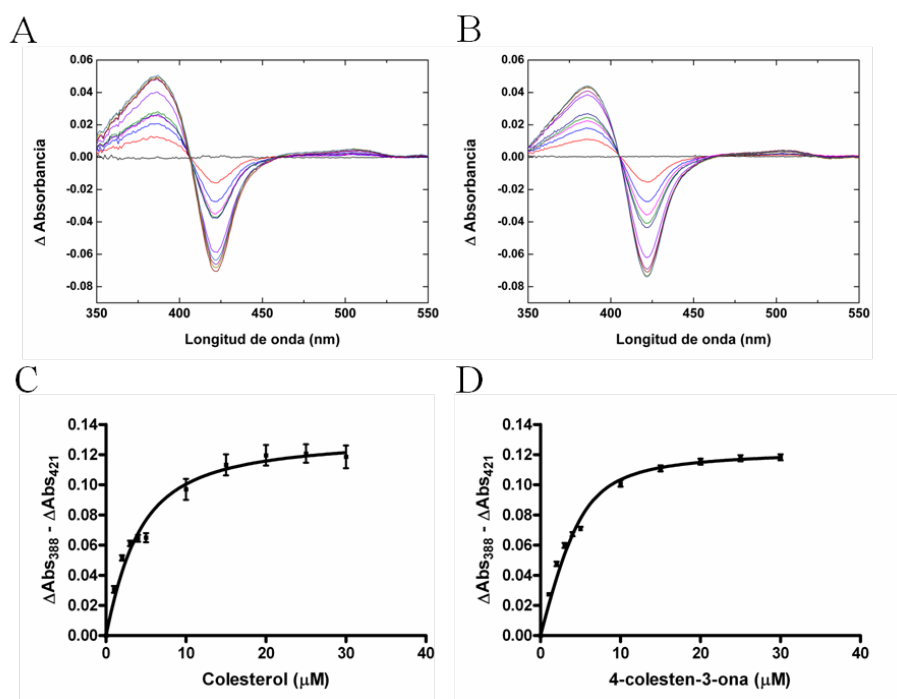 A
B
0.06
0.04
0.02
0.00
-0.02
-0.04
-0.06
-0.08
Δ Absorbancia
350 400 450 500 550
Longitud de onda (nm)
0.06
0.04
0.02
0.00
-0.02
-0.04
-0.06
-0.08
Δ Absorbancia
350 400 450 500 550
Longitud de onda (nm)
C
D
0.14
0.12
0.10
0.08
0.06
0.04
0.02
0.00
ΔAbs388 - ΔAbs421
0 10 20 30 40
Colesterol (µM)
0.14
0.12
0.10
0.08
0.06
0.04
0.02
0.00
ΔAbs388 - ΔAbs421
0 10 20 30 40
4-colesten-3-ona (µM)